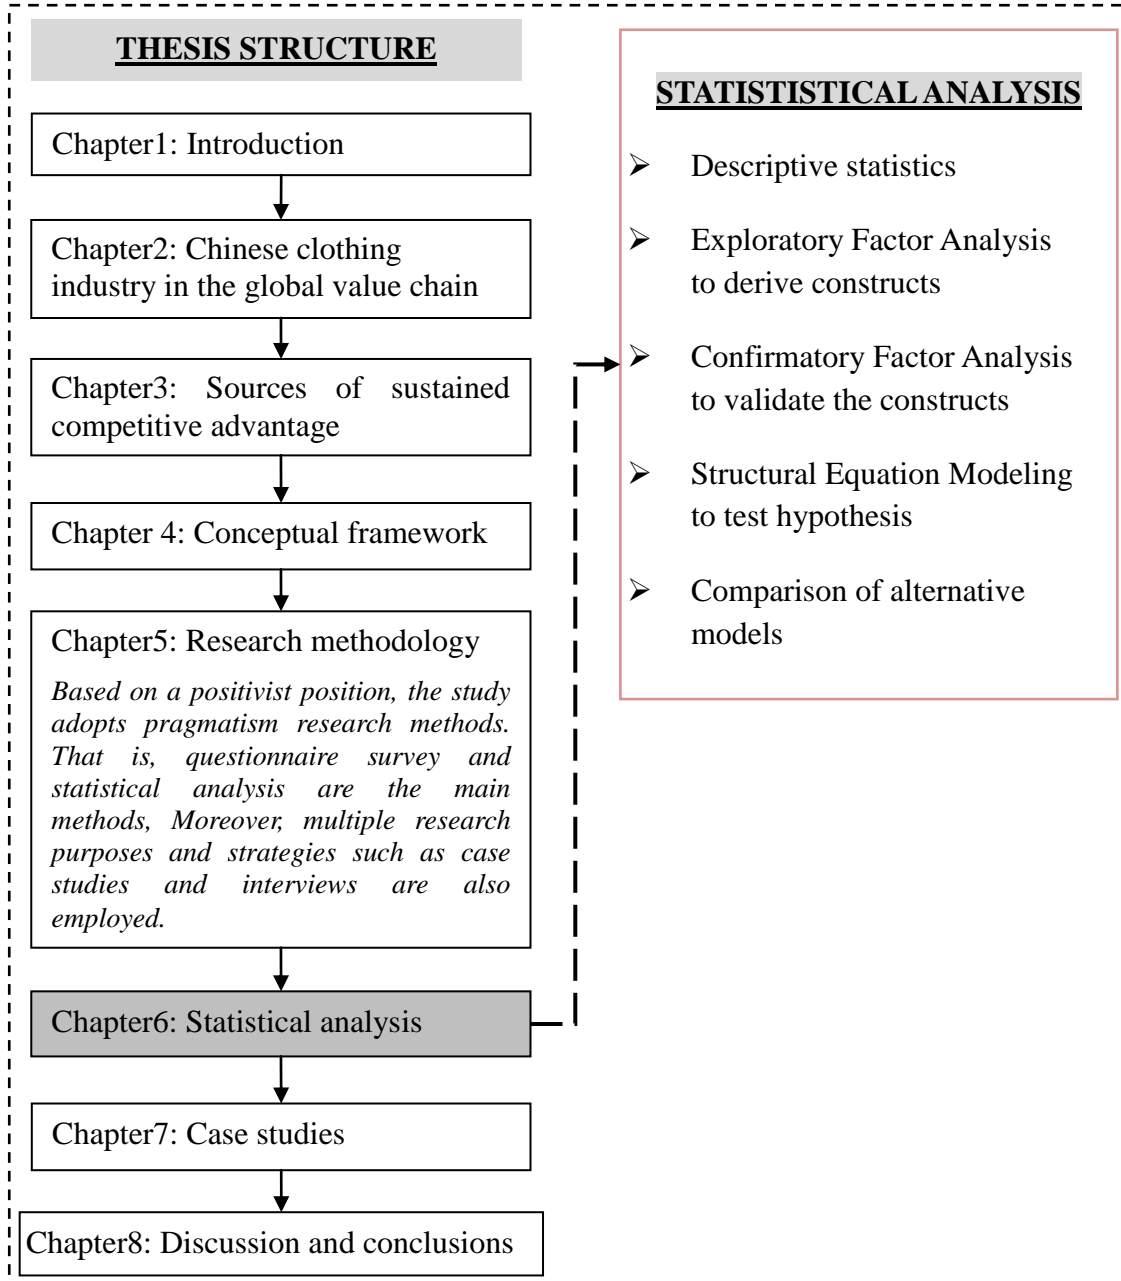 THESIS STRUCTURE
Chapter1: Introduction
Chapter2: Chinese clothing
industry in the global value chain
Chapter3: Sources of sustained
competitive advantage
Chapter 4: Conceptual framework
Chapter5: Research methodology
Based on a positivist position, the study
adopts pragmatism research methods.
That is, questionnaire survey and
statistical analysis are the main
methods, Moreover, multiple research
purposes and strategies such as case
studies and interviews are also
employed.
Chapter6: Statistical analysis
Chapter7: Case studies
Chapter8: Discussion and conclusions
STATISTISTICAL ANALYSIS
➢ Descriptive statistics
➢ Exploratory Factor Analysis
to derive constructs
➢ Confirmatory Factor Analysis
to validate the constructs
➢ Structural Equation Modeling
to test hypothesis
➢ Comparison of alternative
models